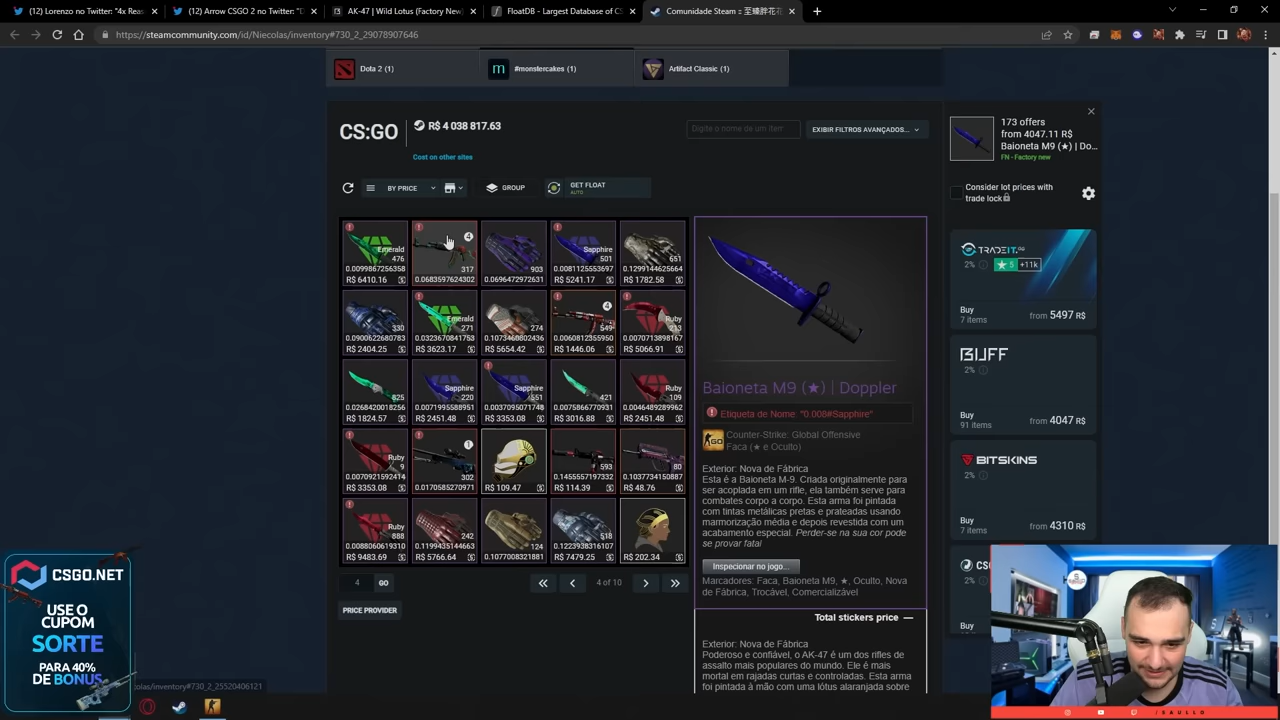 (12) Lorenzo no Twitter: "4x Reas
(12) Arrow CSGO 2 no Twitter: "D
AK-47 | Wild Lotus (Factory New
FloatDB - Largest Database of CS
Comunidade Steam :: 至臻胖花花
https://steamcommunity.com/id/Niecolas/inventory#730_2_29078907646
Dota 2 (1)
#monstercakes (1)
Artifact Classic (1)
CS:GO
R$ 4 038 817.63
Cost on other sites
Digite o nome de um item
EXIBIR FILTROS AVANÇADOS...
BY PRICE
GROUP
GET FLOAT
AUTO
Emerald
476
0.0099867256358
R$ 6410.16
4
317
0.0683597624302
903
0.0696472972631
Sapphire
501
0.0081125553697
R$ 5241.17
651
0.1299144625664
R$ 1782.58
330
0.0900622680783
R$ 2404.25
Emerald
271
0.0323670841753
R$ 3623.17
274
0.1073460802436
R$ 5654.42
4
549
0.0060812355950
R$ 1446.06
Ruby
213
0.0070713898167
R$ 5066.91
825
0.0268420018256
R$ 1824.57
Sapphire
220
0.0071995588951
R$ 2451.48
Sapphire
551
0.0037095071448
R$ 3353.08
421
0.0075866770931
R$ 3016.88
Ruby
109
0.0046489289962
R$ 2451.48
Ruby
9
0.0070921592414
R$ 3353.08
1
302
0.0170585270971
R$ 109.47
593
0.1455557197332
R$ 114.39
80
0.1037734150887
R$ 48.76
Ruby
888
0.0088060619310
R$ 9483.69
242
0.1199435144663
R$ 5766.64
124
0.1077008321881
518
0.1223938316107
R$ 7479.25
R$ 202.34
4
GO
4 of 10
PRICE PROVIDER
Baioneta M9 (★) | Doppler
Etiqueta de Nome: "0.008#Sapphire"
Counter-Strike: Global Offensive
Faca (★ e Oculto)
Exterior: Nova de Fábrica
Esta é a Baioneta M-9. Criada originalmente para
ser acoplada em um rifle, ela também serve para
combates corpo a corpo. Esta arma foi pintada
com tintas metálicas pretas e prateadas usando
marmorização média e depois revestida com um
acabamento especial. Perder-se na sua cor pode
se provar fatal
Inspecionar no jogo...
Marcadores: Faca, Baioneta M9, ★, Oculto, Nova
de Fábrica, Trocável, Comercializável
Total stickers price
Exterior: Nova de Fábrica
Poderoso e confiável, o AK-47 é um dos rifles de
assalto mais populares do mundo. Ele é mais
mortal em rajadas curtas e controladas. Esta arma
foi pintada à mão com uma lótus alaranjada sobre
173 offers
from 4047.11 R$
Baioneta M9 (★) | Do...
FN - Factory new
Consider lot prices with
trade lock
TRADEIT.GG
2%
5
+11k
Buy
7 items
from 5497 R$
BUFF
2%
Buy
91 items
from 4047 R$
BITSKINS
2%
Buy
7 items
from 4310 R$
CS
2%
Buy
CSGO.NET
USE O
CUPOM
SORTE
PARA 40%
DE BONUS
olas/inventory#730_2_25520406121
ISAULLO